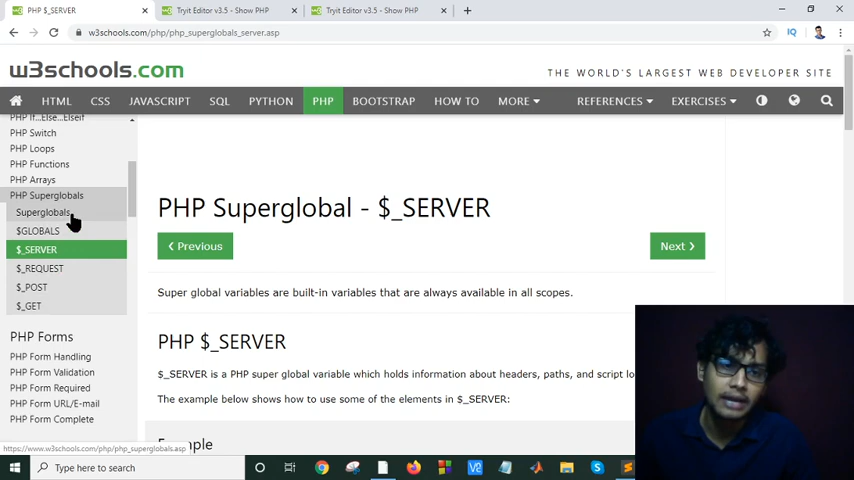 PHP $_SERVER
Tryit Editor v3.5 - Show PHP
Tryit Editor v3.5 - Show PHP
w3schools.com/php/php_superglobals_server.asp
w3schools.com
THE WORLD'S LARGEST WEB DEVELOPER SITE
HTML CSS JAVASCRIPT SQL PYTHON PHP BOOTSTRAP HOW TO MORE REFERENCES EXERCISES
PHP If...Else...Elseif
PHP Switch
PHP Loops
PHP Functions
PHP Arrays
PHP Superglobals
Superglobals
$GLOBALS
$_SERVER
$_REQUEST
$_POST
$_GET
PHP Forms
PHP Form Handling
PHP Form Validation
PHP Form Required
PHP Form URL/E-mail
PHP Form Complete
PHP Superglobal - $_SERVER
❮ Previous
Next ❯
Super global variables are built-in variables that are always available in all scopes.
PHP $_SERVER
$_SERVER is a PHP super global variable which holds information about headers, paths, and script lo
The example below shows how to use some of the elements in $_SERVER:
Example
https://www.w3schools.com/php/php_superglobals.asp
Type here to search